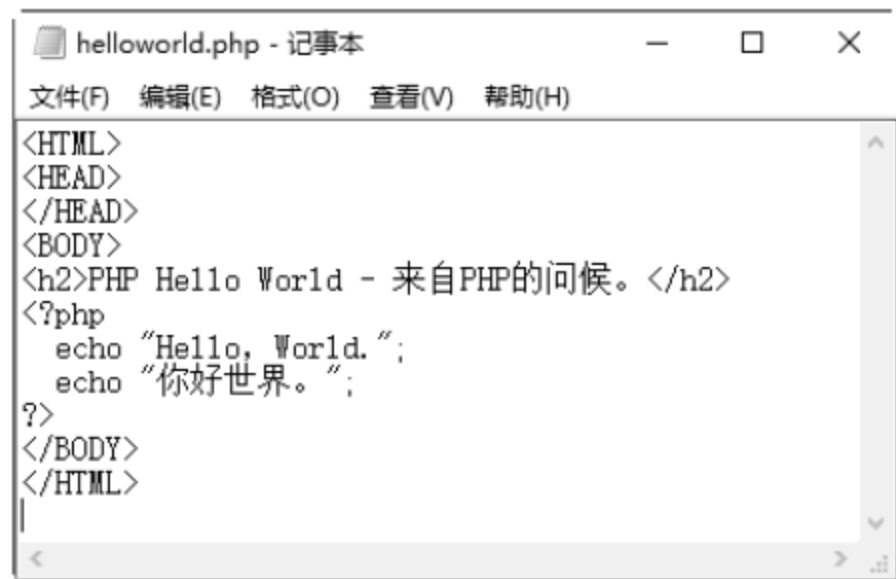 helloworld.php - 记事本
文件(F) 编辑(E) 格式(O) 查看(V) 帮助(H)
<HTML>
<HEAD>
</HEAD>
<BODY>
<h2>PHP Hello World - 来自PHP的问候。</h2>
<?php
  echo "Hello, World.";
  echo "你好世界。";
?>
</BODY>
</HTML>